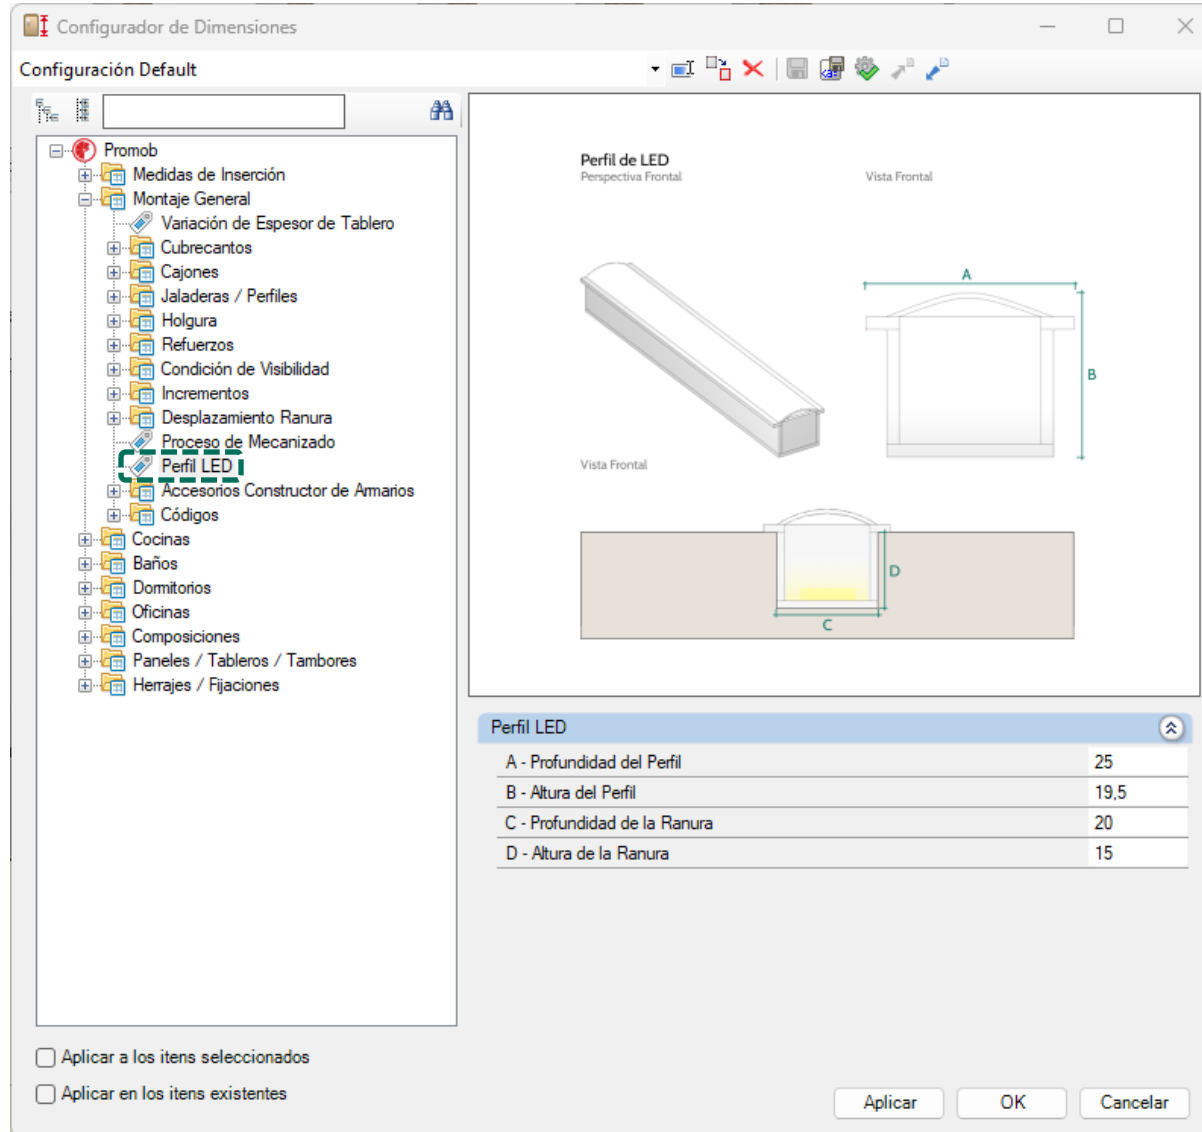 Configurador de Dimensiones
Configuración Default
Promob
Medidas de Inserción
Montaje General
Variación de Espesor de Tablero
Cubrecantos
Cajones
Jaladeras / Perfiles
Holgura
Refuerzos
Condición de Visibilidad
Incrementos
Desplazamiento Ranura
Proceso de Mecanizado
Perfil LED
Accesorios Constructor de Armarios
Códigos
Cocinas
Baños
Dormitorios
Oficinas
Composiciones
Paneles / Tableros / Tambores
Herrajes / Fijaciones
Perfil de LED
Perspectiva Frontal
Vista Frontal
A
B
Vista Frontal
D
C
Perfil LED
A - Profundidad del Perfil 25
B - Altura del Perfil 19,5
C - Profundidad de la Ranura 20
D - Altura de la Ranura 15
Aplicar a los itens seleccionados
Aplicar en los itens existentes
Aplicar OK Cancelar